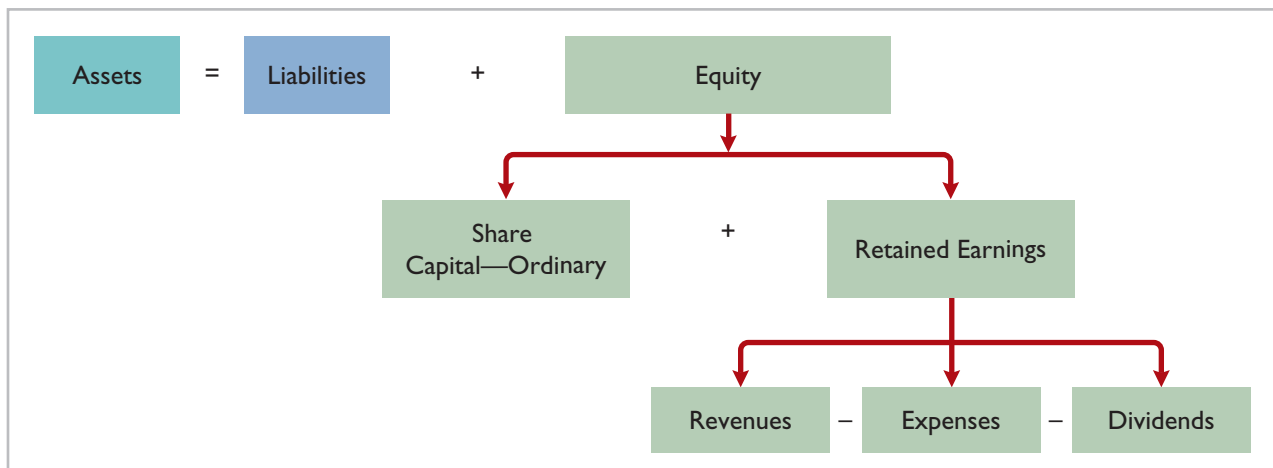 Assets = Liabilities + Equity
Share
Capital—Ordinary
+
Retained Earnings
Revenues – Expenses – Dividends